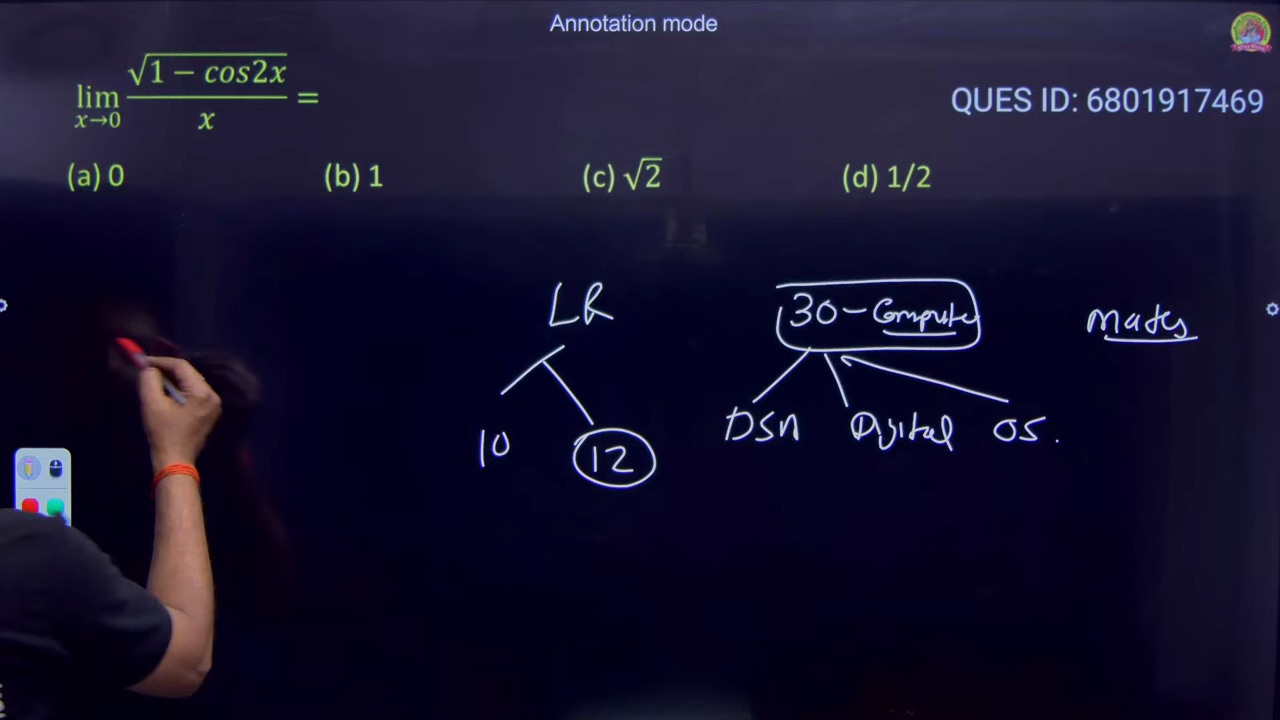 Annotation mode
lim x→0 √(1 − cos2x) / x =
QUES ID: 6801917469
(a) 0 (b) 1 (c) √2 (d) 1/2
LR 30 - Computer Maths
10 12 DSA Digital OS.